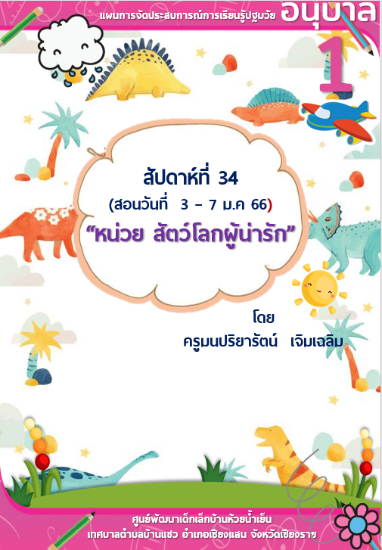 แผนการจัดประสบการณ์การเรียนรู้ปฐมวัย
อนุบาล
1
สัปดาห์ที่ 34
(สอนวันที่ 3 - 7 ม.ค 66)
“หน่วย สัตว์โลกผู้น่ารัก”
โดย
ครูมนปริยารัตน์ เจิมเฉลิม
ศูนย์พัฒนาเด็กเล็กบ้านห้วยน้ำเย็น
เทศบาลตำบลบ้านแซว อำเภอเชียงแสน จังหวัดเชียงราย